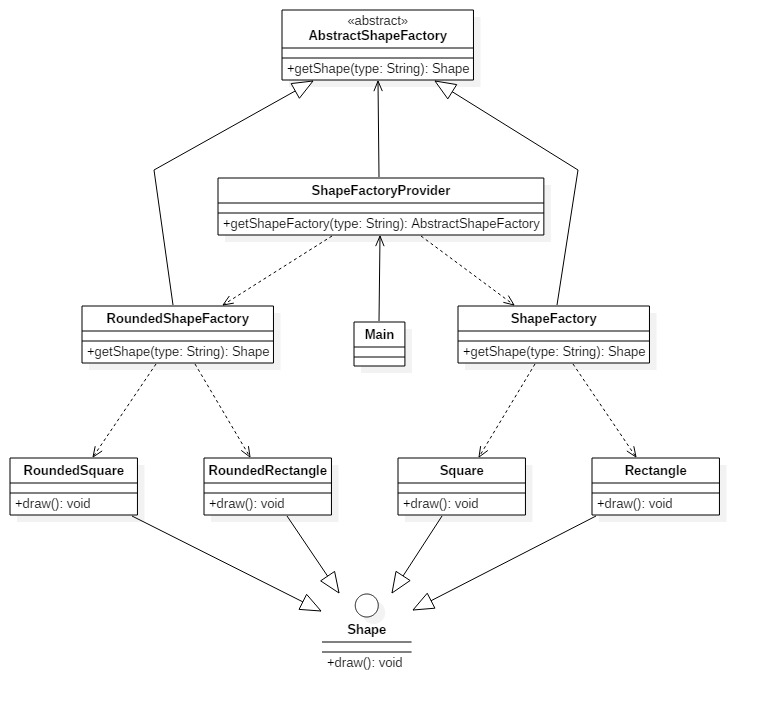 «abstract»
AbstractShapeFactory
+getShape(type: String): Shape
ShapeFactoryProvider
+getShapeFactory(type: String): AbstractShapeFactory
RoundedShapeFactory
+getShape(type: String): Shape
Main
ShapeFactory
+getShape(type: String): Shape
RoundedSquare
+draw(): void
RoundedRectangle
+draw(): void
Square
+draw(): void
Rectangle
+draw(): void
Shape
+draw(): void